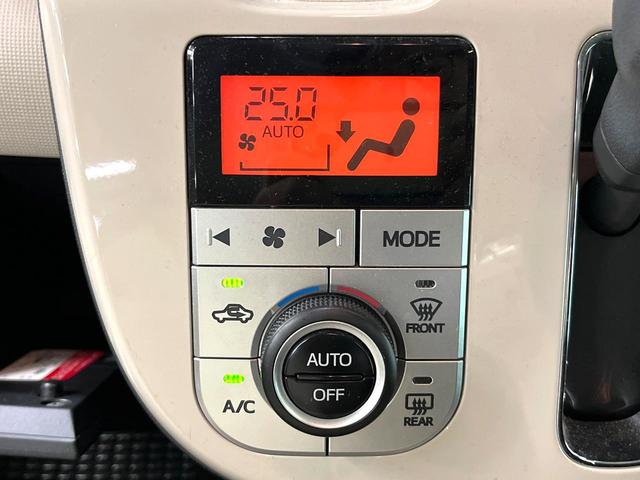 25.0
AUTO
MODE
FRONT
AUTO
OFF
A/C
REAR